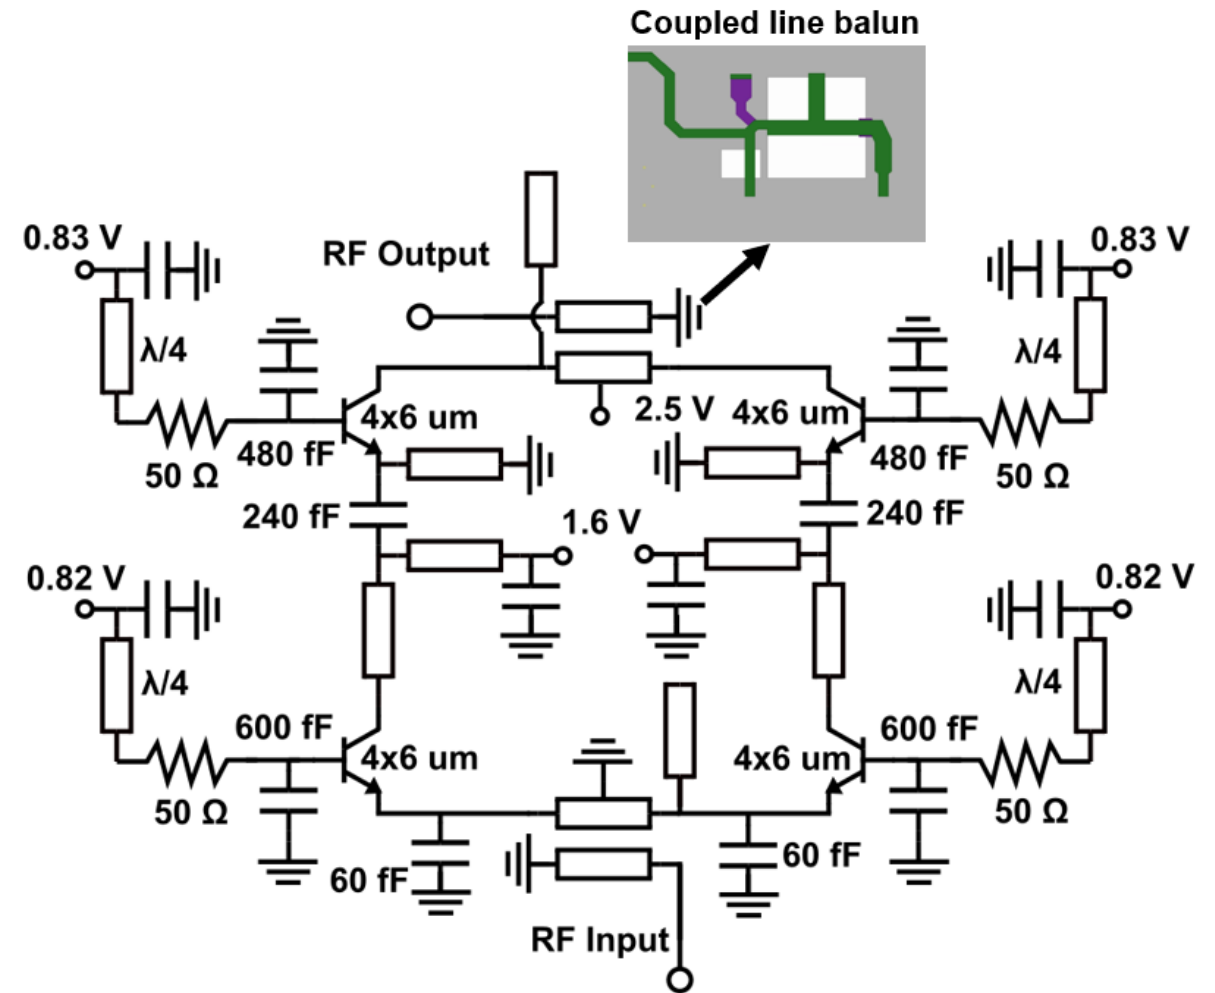 Coupled line balun
0.83 V
RF Output
0.83 V
λ/4
λ/4
4x6 um
2.5 V
4x6 um
480 fF
480 fF
50 Ω
50 Ω
240 fF
1.6 V
240 fF
0.82 V
0.82 V
λ/4
λ/4
600 fF
600 fF
4x6 um
4x6 um
50 Ω
50 Ω
60 fF
60 fF
RF Input